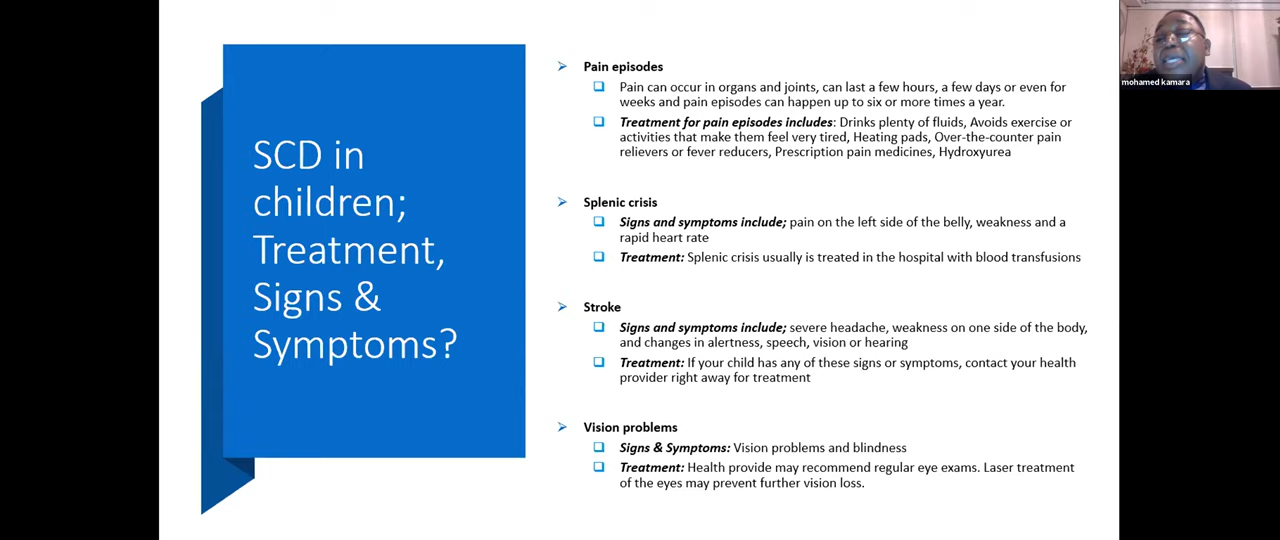 SCD in
children;
Treatment,
Signs &
Symptoms?
Pain episodes
Pain can occur in organs and joints, can last a few hours, a few days or even for
weeks and pain episodes can happen up to six or more times a year.
Treatment for pain episodes includes: Drinks plenty of fluids, Avoids exercise or
activities that make them feel very tired, Heating pads, Over-the-counter pain
relievers or fever reducers, Prescription pain medicines, Hydroxyurea
Splenic crisis
Signs and symptoms include; pain on the left side of the belly, weakness and a
rapid heart rate
Treatment: Splenic crisis usually is treated in the hospital with blood transfusions
Stroke
Signs and symptoms include; severe headache, weakness on one side of the body,
and changes in alertness, speech, vision or hearing
Treatment: If your child has any of these signs or symptoms, contact your health
provider right away for treatment
Vision problems
Signs & Symptoms: Vision problems and blindness
Treatment: Health provide may recommend regular eye exams. Laser treatment
of the eyes may prevent further vision loss.
mohamed kamara